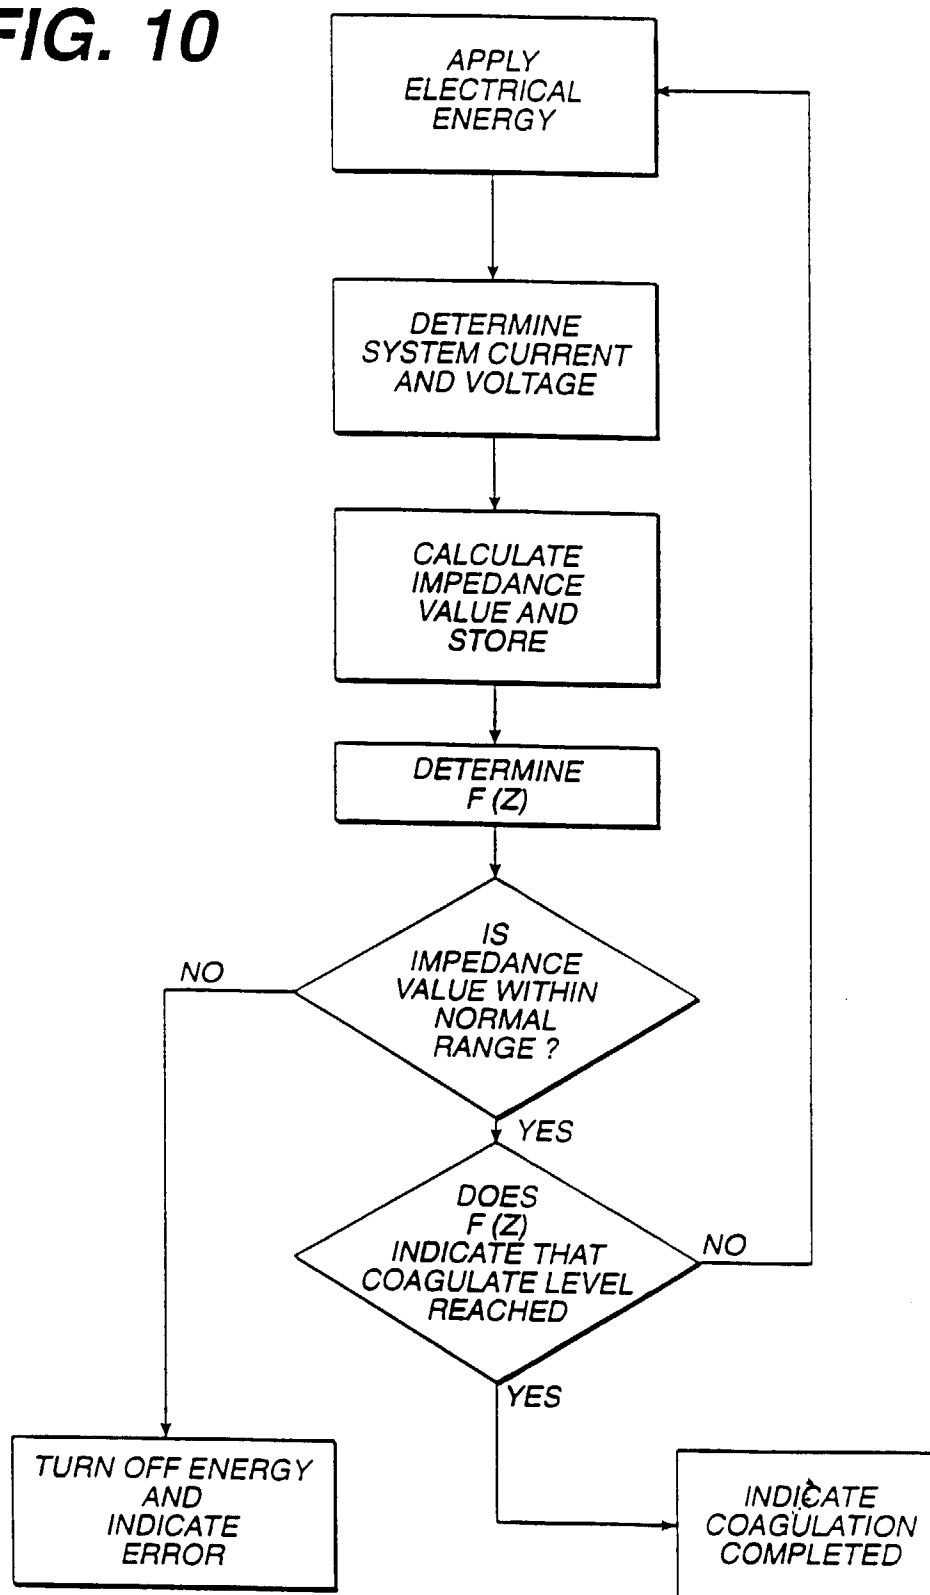 FIG. 10
APPLY
ELECTRICAL
ENERGY
DETERMINE
SYSTEM CURRENT
AND VOLTAGE
CALCULATE
IMPEDANCE
VALUE AND
STORE
DETERMINE
F (Z)
IS
IMPEDANCE
VALUE WITHIN
NORMAL
RANGE ?
NO
YES
DOES
F (Z)
INDICATE THAT
COAGULATE LEVEL
REACHED
NO
YES
TURN OFF ENERGY
AND
INDICATE
ERROR
INDICATE
COAGULATION
COMPLETED